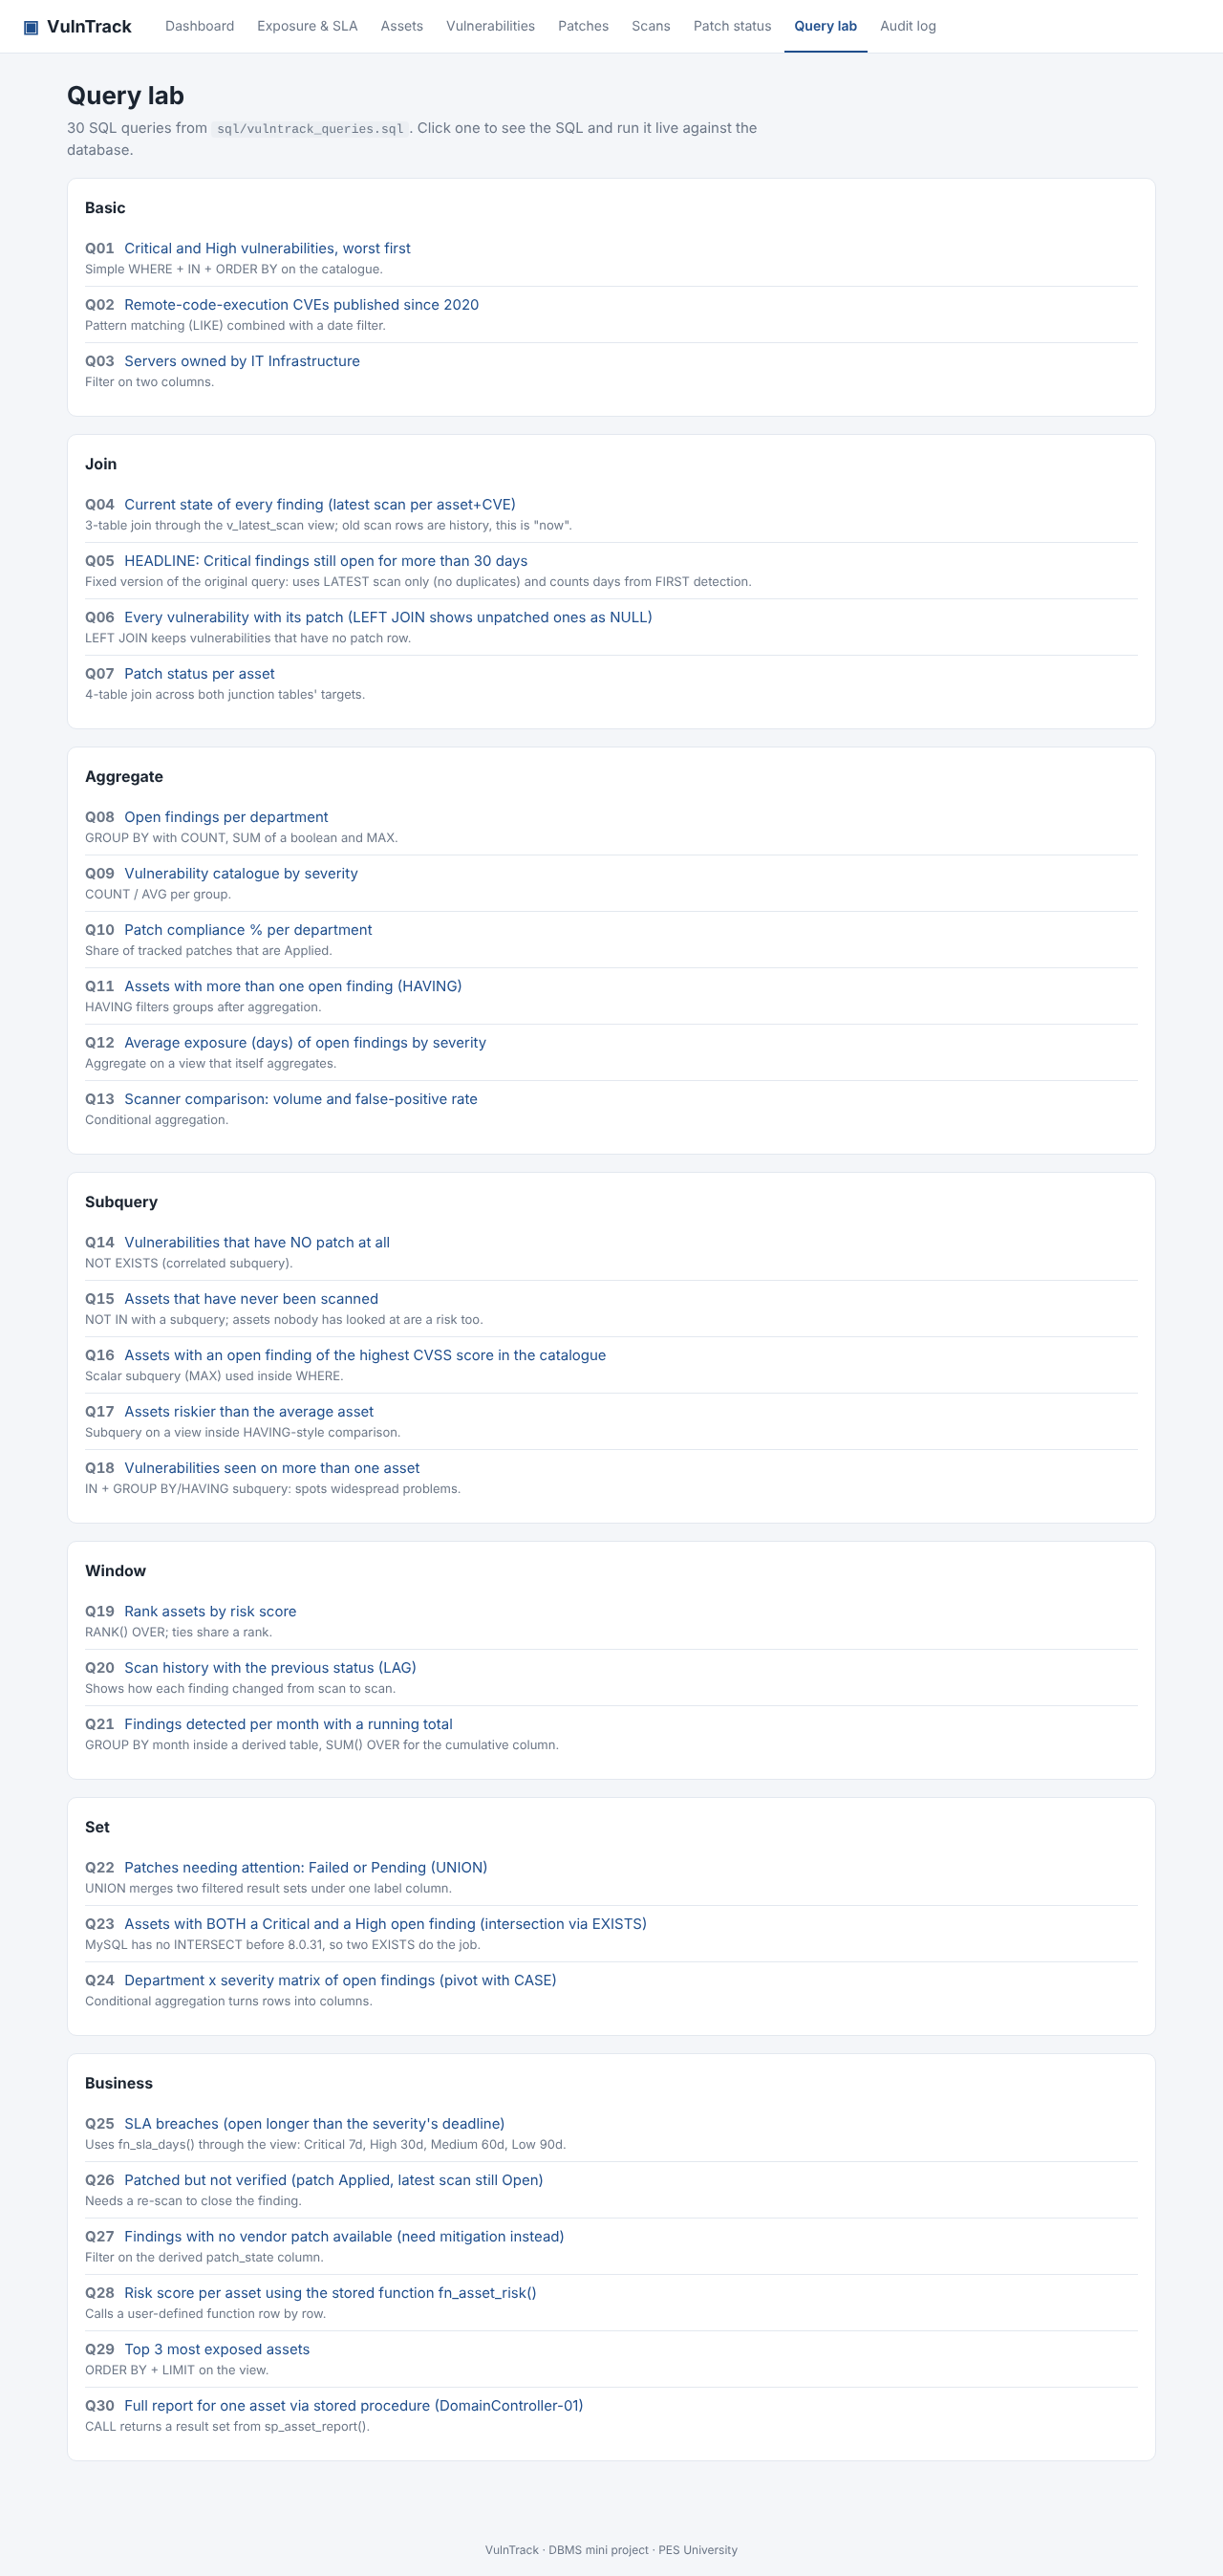 VulnTrack Dashboard Exposure & SLA Assets Vulnerabilities Patches Scans Patch status Query lab Audit log
Query lab
30 SQL queries from sql/vulntrack_queries.sql. Click one to see the SQL and run it live against the
database.
Basic
Q01 Critical and High vulnerabilities, worst first
Simple WHERE + IN + ORDER BY on the catalogue.
Q02 Remote-code-execution CVEs published since 2020
Pattern matching (LIKE) combined with a date filter.
Q03 Servers owned by IT Infrastructure
Filter on two columns.
Join
Q04 Current state of every finding (latest scan per asset+CVE)
3-table join through the v_latest_scan view; old scan rows are history, this is "now".
Q05 HEADLINE: Critical findings still open for more than 30 days
Fixed version of the original query: uses LATEST scan only (no duplicates) and counts days from FIRST detection.
Q06 Every vulnerability with its patch (LEFT JOIN shows unpatched ones as NULL)
LEFT JOIN keeps vulnerabilities that have no patch row.
Q07 Patch status per asset
4-table join across both junction tables' targets.
Aggregate
Q08 Open findings per department
GROUP BY with COUNT, SUM of a boolean and MAX.
Q09 Vulnerability catalogue by severity
COUNT / AVG per group.
Q10 Patch compliance % per department
Share of tracked patches that are Applied.
Q11 Assets with more than one open finding (HAVING)
HAVING filters groups after aggregation.
Q12 Average exposure (days) of open findings by severity
Aggregate on a view that itself aggregates.
Q13 Scanner comparison: volume and false-positive rate
Conditional aggregation.
Subquery
Q14 Vulnerabilities that have NO patch at all
NOT EXISTS (correlated subquery).
Q15 Assets that have never been scanned
NOT IN with a subquery; assets nobody has looked at are a risk too.
Q16 Assets with an open finding of the highest CVSS score in the catalogue
Scalar subquery (MAX) used inside WHERE.
Q17 Assets riskier than the average asset
Subquery on a view inside HAVING-style comparison.
Q18 Vulnerabilities seen on more than one asset
IN + GROUP BY/HAVING subquery: spots widespread problems.
Window
Q19 Rank assets by risk score
RANK() OVER; ties share a rank.
Q20 Scan history with the previous status (LAG)
Shows how each finding changed from scan to scan.
Q21 Findings detected per month with a running total
GROUP BY month inside a derived table, SUM() OVER for the cumulative column.
Set
Q22 Patches needing attention: Failed or Pending (UNION)
UNION merges two filtered result sets under one label column.
Q23 Assets with BOTH a Critical and a High open finding (intersection via EXISTS)
MySQL has no INTERSECT before 8.0.31, so two EXISTS do the job.
Q24 Department x severity matrix of open findings (pivot with CASE)
Conditional aggregation turns rows into columns.
Business
Q25 SLA breaches (open longer than the severity's deadline)
Uses fn_sla_days() through the view: Critical 7d, High 30d, Medium 60d, Low 90d.
Q26 Patched but not verified (patch Applied, latest scan still Open)
Needs a re-scan to close the finding.
Q27 Findings with no vendor patch available (need mitigation instead)
Filter on the derived patch_state column.
Q28 Risk score per asset using the stored function fn_asset_risk()
Calls a user-defined function row by row.
Q29 Top 3 most exposed assets
ORDER BY + LIMIT on the view.
Q30 Full report for one asset via stored procedure (DomainController-01)
CALL returns a result set from sp_asset_report().
VulnTrack · DBMS mini project · PES University